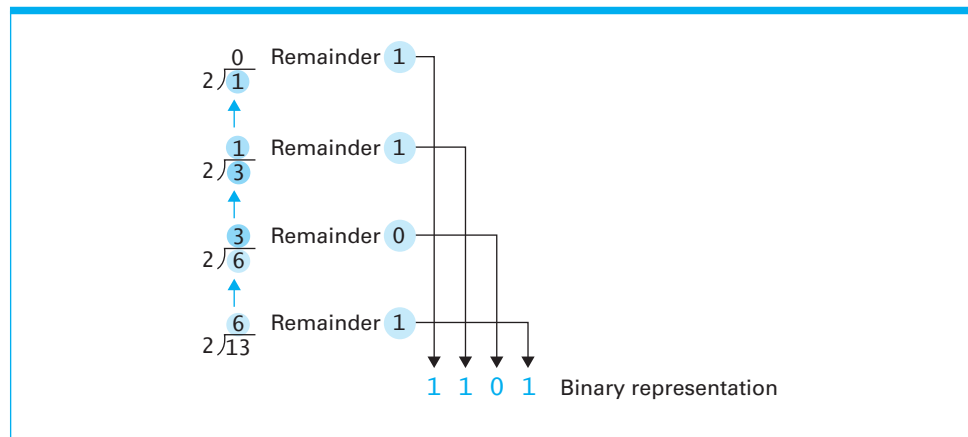 0 Remainder 1
2 1
1 Remainder 1
2 3
3 Remainder 0
2 6
6 Remainder 1
2 13
1 1 0 1 Binary representation